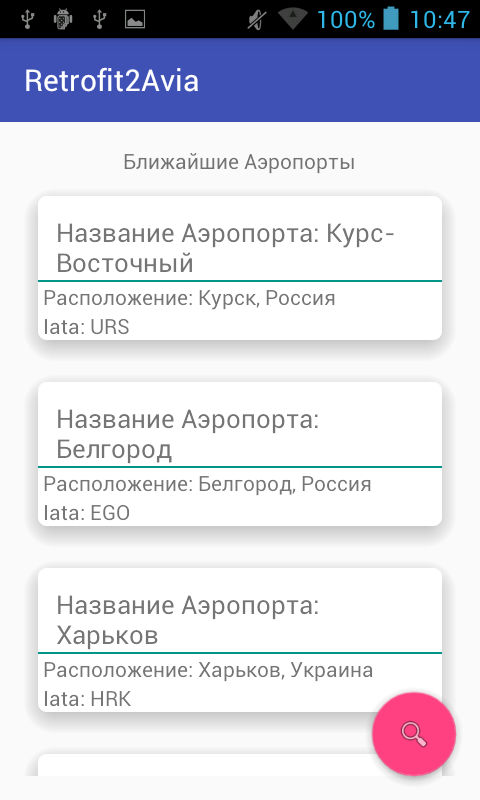 100% 10:47
Retrofit2Avia
Ближайшие Аэропорты
Название Аэропорта: Курс-
Восточный
Расположение: Курск, Россия
Iata: URS
Название Аэропорта:
Белгород
Расположение: Белгород, Россия
Iata: EGO
Название Аэропорта:
Харьков
Расположение: Харьков, Украина
Iata: HRK